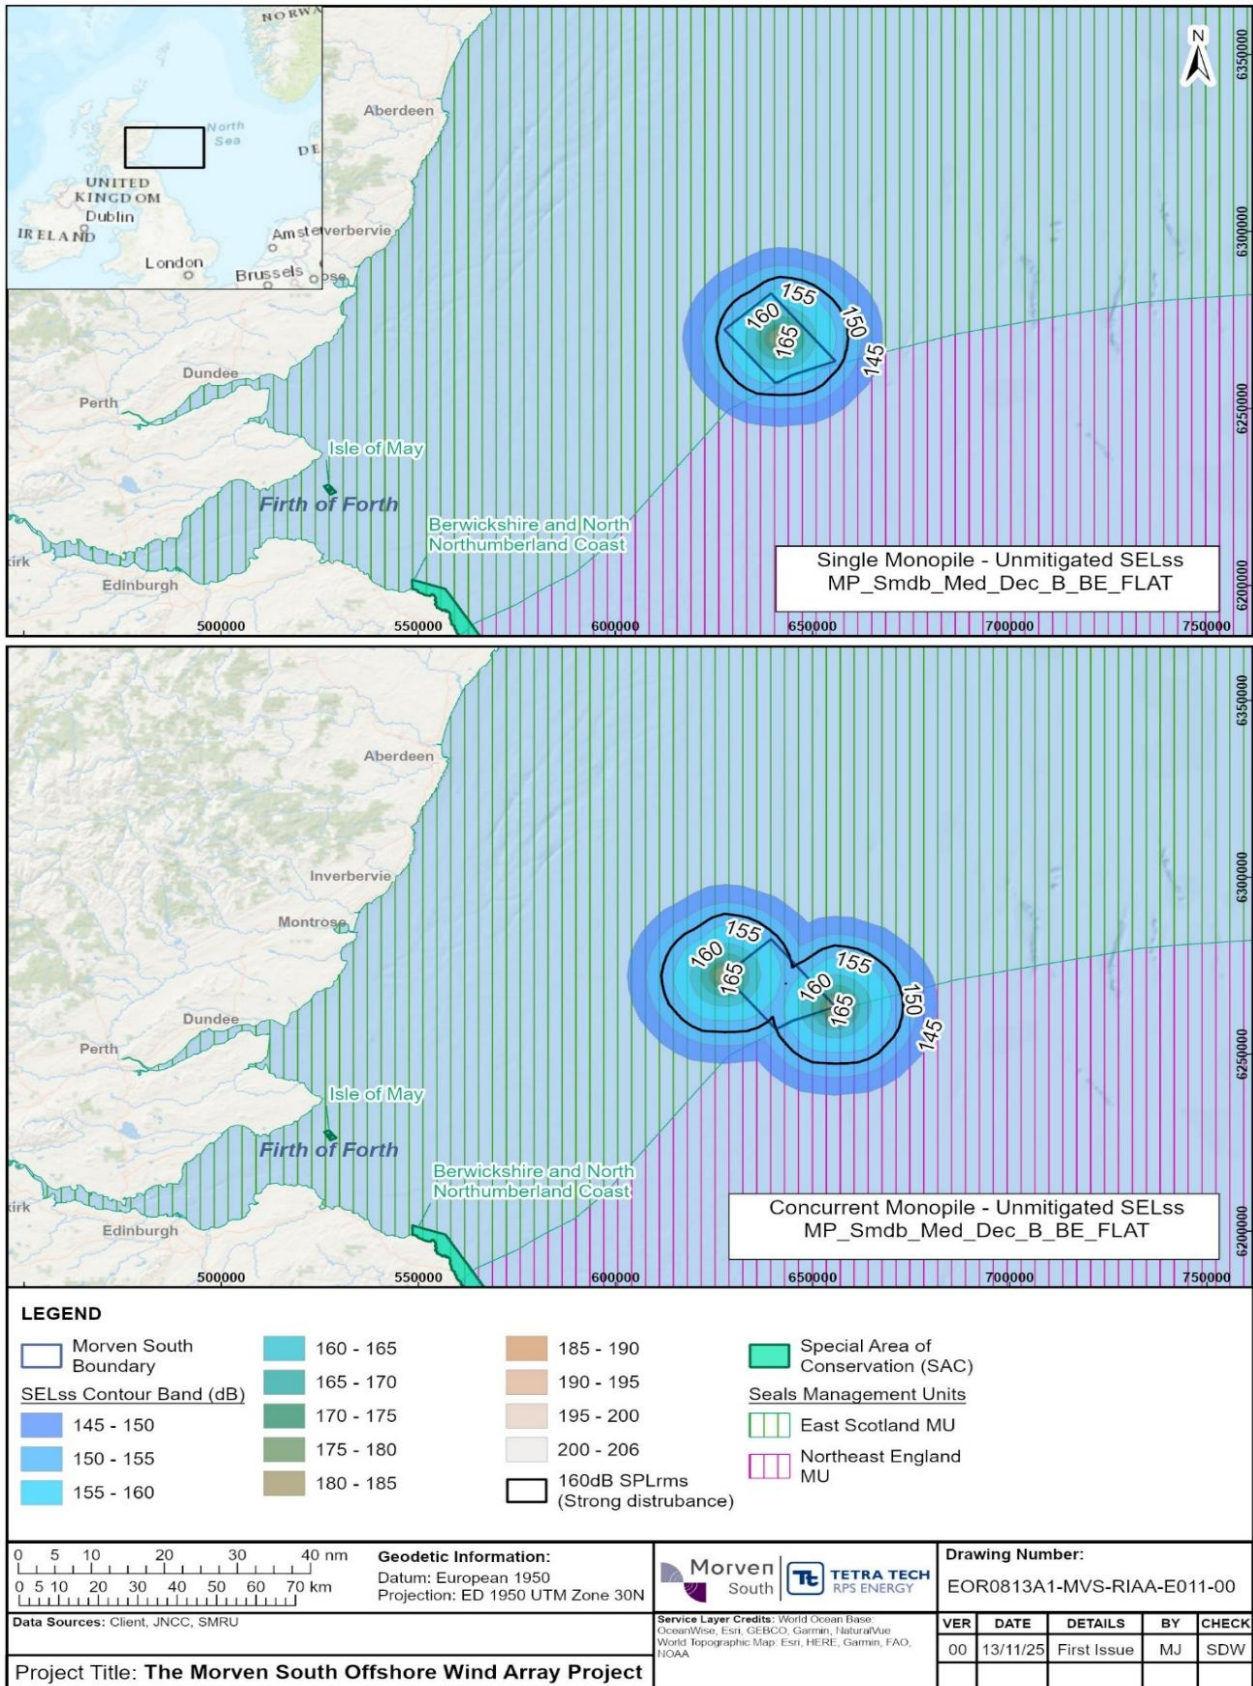 NORWA
North
Sea
DE
UNITED
KINGDOM
Dublin
IRELAND
Amste
London
Brussels
ose
N
Aberdeen
verbervie
Dundee
Perth
Isle of May
Firth of Forth
Berwickshire and North
Northumberland Coast
kirk
Edinburgh
155
160
165
150
145
Single Monopile - Unmitigated SELss
MP_Smdb_Med_Dec_B_BE_FLAT
6350000
6300000
6250000
6200000
500000 550000 600000 650000 700000 750000
Aberdeen
Inverbervie
Montrose
Dundee
Perth
Isle of May
Firth of Forth
Berwickshire and North
Northumberland Coast
kirk
Edinburgh
155
160
165
155
160
165
150
145
Concurrent Monopile - Unmitigated SELss
MP_Smdb_Med_Dec_B_BE_FLAT
6350000
6300000
6250000
6200000
500000 550000 600000 650000 700000 750000
LEGEND
Morven South
Boundary
SELss Contour Band (dB)
145 - 150
150 - 155
155 - 160
160 - 165
165 - 170
170 - 175
175 - 180
180 - 185
185 - 190
190 - 195
195 - 200
200 - 206
160dB SPLrms
(Strong distrubance)
Special Area of
Conservation (SAC)
Seals Management Units
East Scotland MU
Northeast England
MU
0 5 10 20 30 40 nm
0 5 10 20 30 40 50 60 70 km
Geodetic Information:
Datum: European 1950
Projection: ED 1950 UTM Zone 30N
Data Sources: Client, JNCC, SMRU
Project Title: The Morven South Offshore Wind Array Project
Morven
South
Tt
TETRA TECH
RPS ENERGY
Service Layer Credits: World Ocean Base:
OceanWise, Esri, GEBCO, Garmin, NaturalVue
World Topographic Map: Esri, HERE, Garmin, FAO,
NOAA
Drawing Number:
EOR0813A1-MVS-RIAA-E011-00
VER DATE DETAILS BY CHECK
00 13/11/25 First Issue MJ SDW